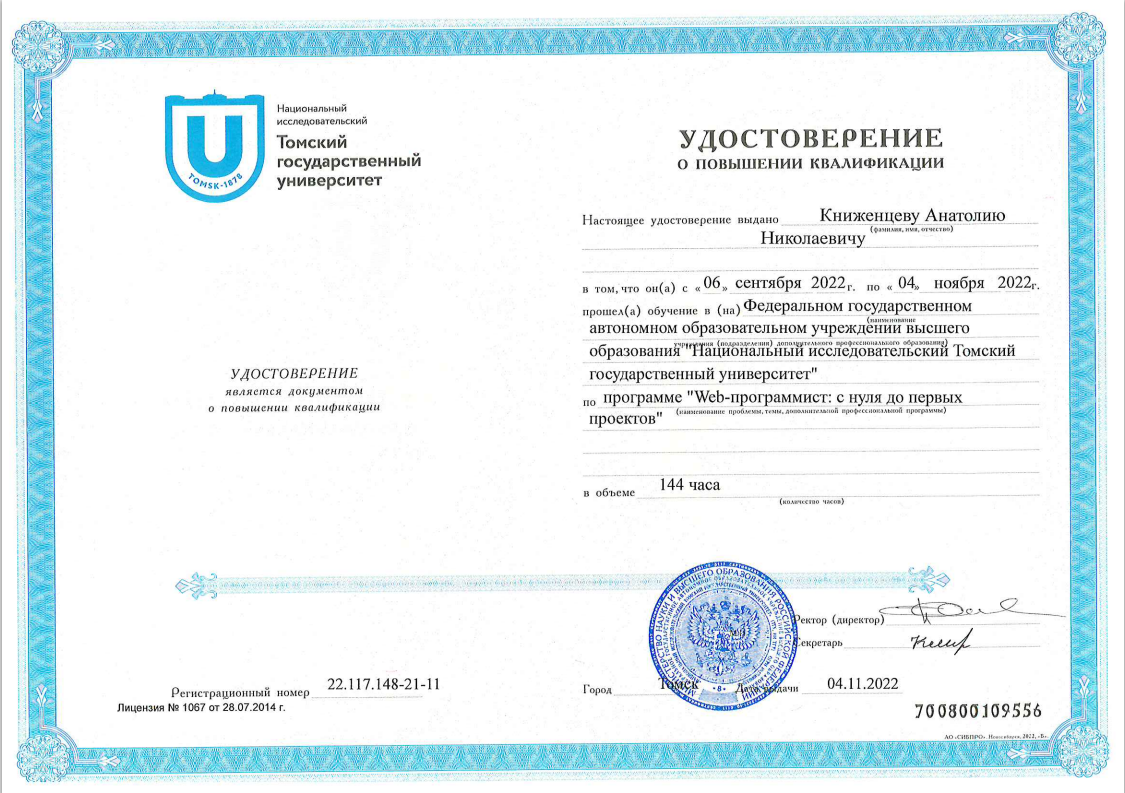 Национальный
исследовательский
Томский
государственный
университет
TOMSK-1878
УДОСТОВЕРЕНИЕ
является документом
о повышении квалификации
Регистрационный номер 22.117.148-21-11
Лицензия № 1067 от 28.07.2014 г.
УДОСТОВЕРЕНИЕ
О ПОВЫШЕНИИ КВАЛИФИКАЦИИ
Настоящее удостоверение выдано Книженцеву Анатолию
(фамилия, имя, отчество)
Николаевичу
в том, что он(а) с «06» сентября 2022г. по «04» ноября 2022г.
прошел(а) обучение в (на) Федеральном государственном
(наименование
автономном образовательном учреждении высшего
учреждения (подразделения) дополнительного профессионального образования)
образования "Национальный исследовательский Томский
государственный университет"
по программе "Web-программист: с нуля до первых
(наименование проблемы, темы, дополнительной профессиональной программы)
проектов"
в объеме 144 часа
(количество часов)
Ректор (директор)
Секретарь
Город Томск Дата выдачи 04.11.2022
700800109556
АО «СИБПРО», Новосибирск, 2022, «Б».